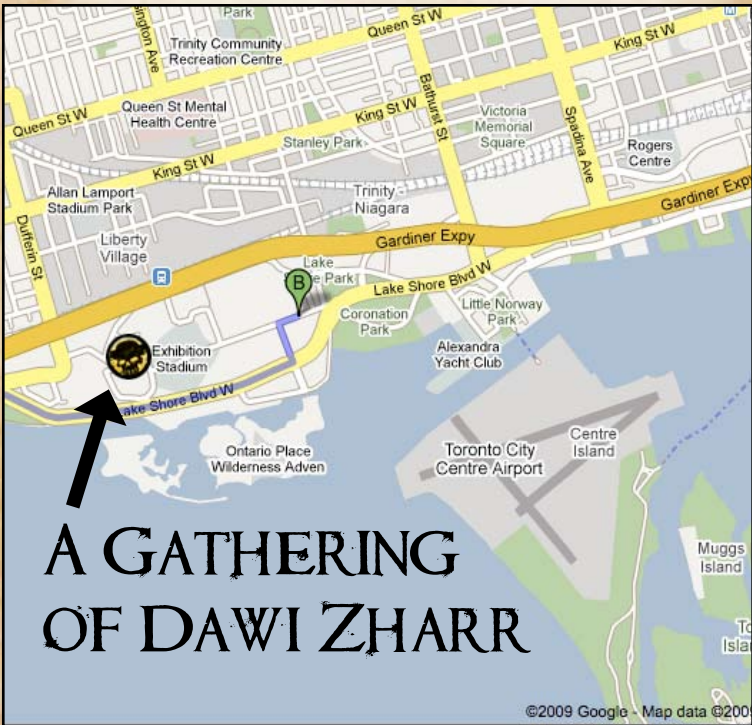 Park
Queen St W
Trinity Community
Recreation Centre
King St W
Queen St Mental
Health Centre
Bathurst St
King St W
Victoria
Memorial
Square
Spadina Ave
Queen St W
Stanley Park
Rogers
Centre
King St W
Allan Lamport
Stadium Park
Trinity -
Niagara
Dufferin St
Liberty
Village
Gardiner Expy
Gardiner Expy
Lake
Park
B
Lake Shore Blvd W
Coronation
Park
Little Norway
Park
Exhibition
Stadium
Alexandra
Yacht Club
Lake Shore Blvd W
Ontario Place
Wilderness Adven
Toronto City
Centre Airport
Centre
Island
A GATHERING
OF DAWI ZHARR
Muggs
Island
©2009 Google - Map data ©200